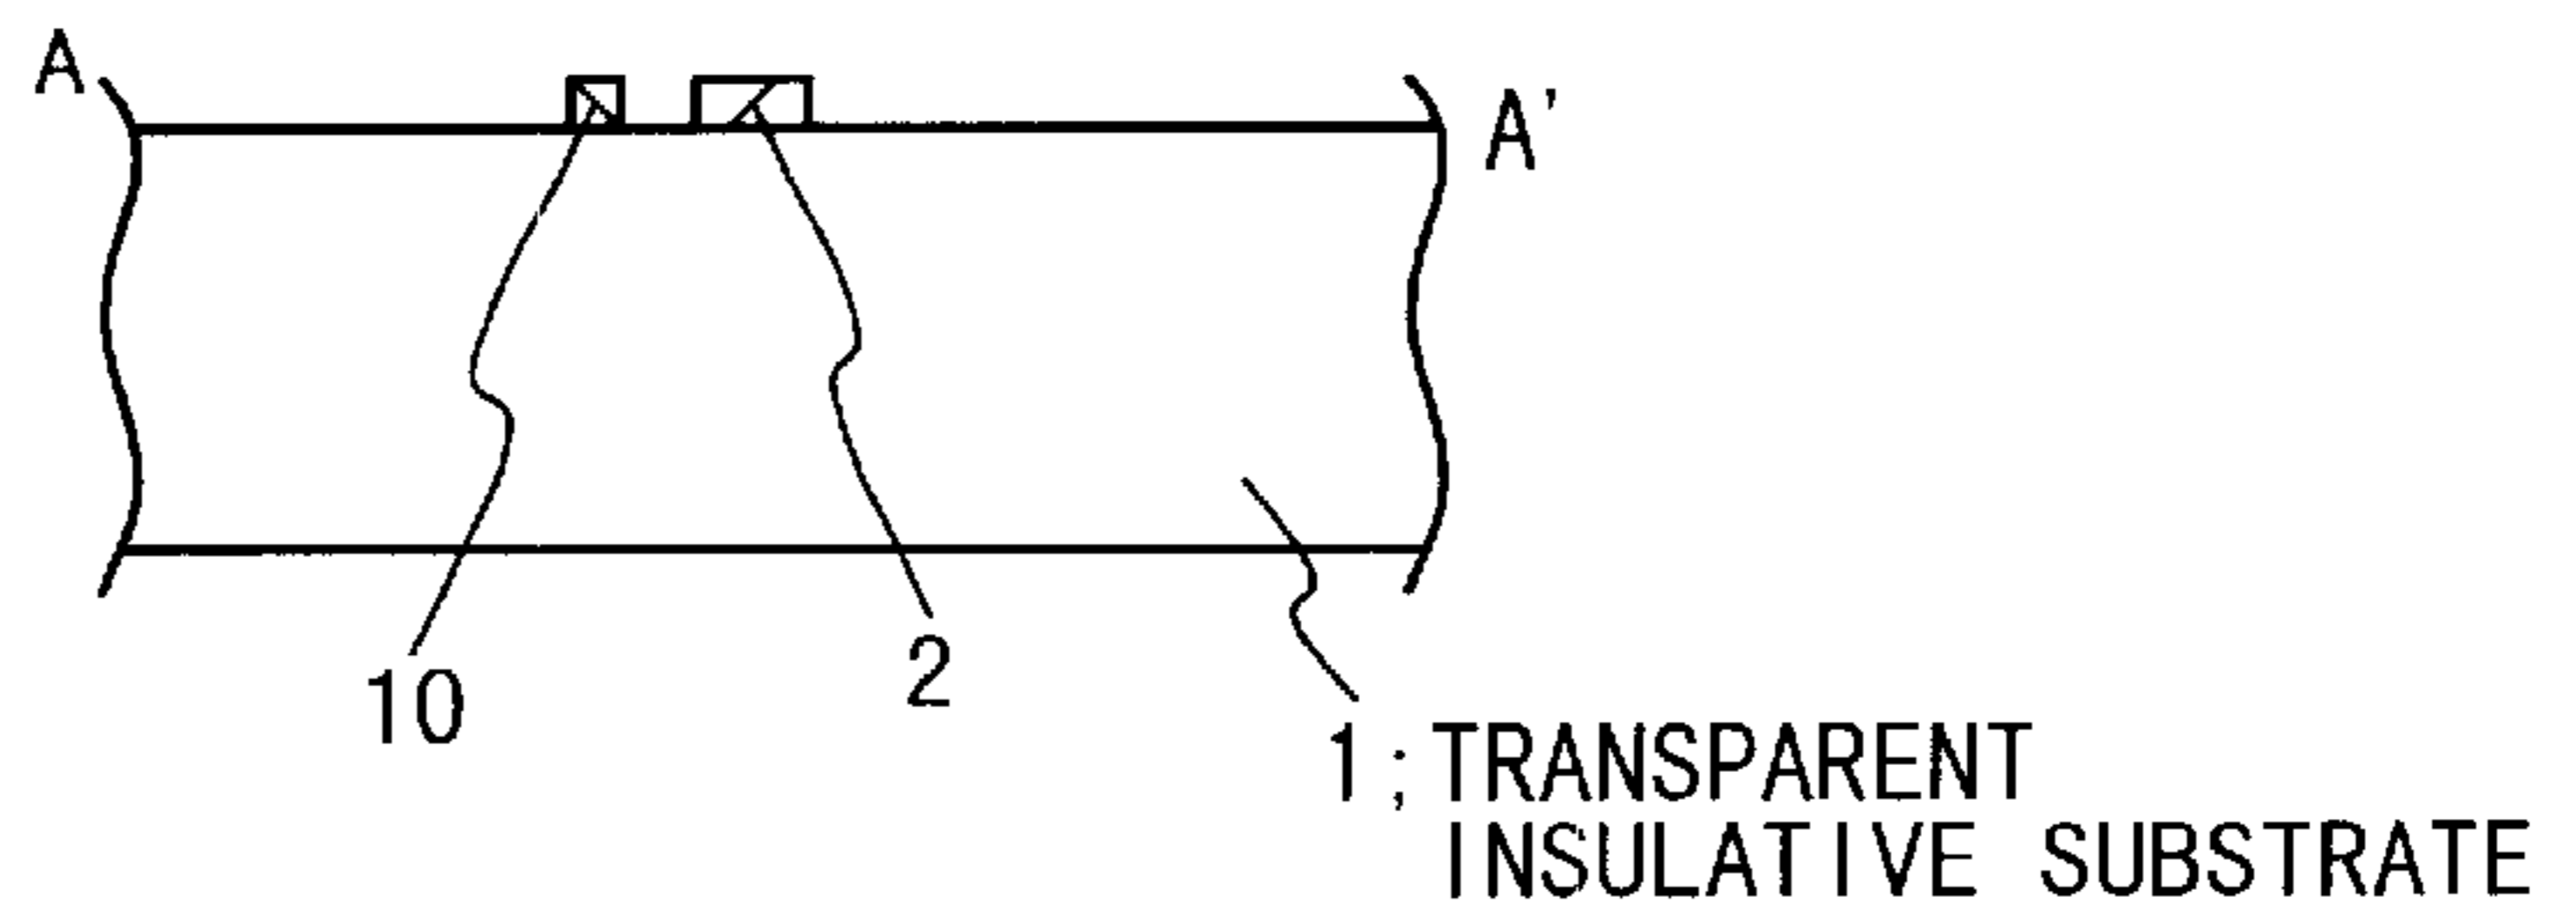 A
A'
10
2
1;TRANSPARENT
INSULATIVE SUBSTRATE